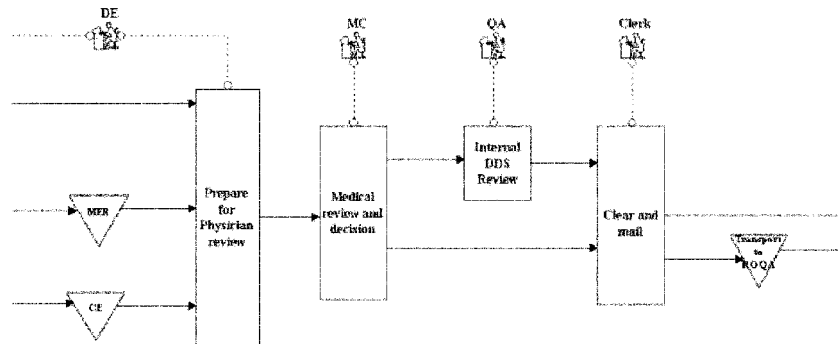 DE
MC
QA
Clerk
Prepare
for
Physician
review
MER
CE
Medical
review and
decision
Internal
DDS
Review
Clear and
mail
Transport
to
ROQA